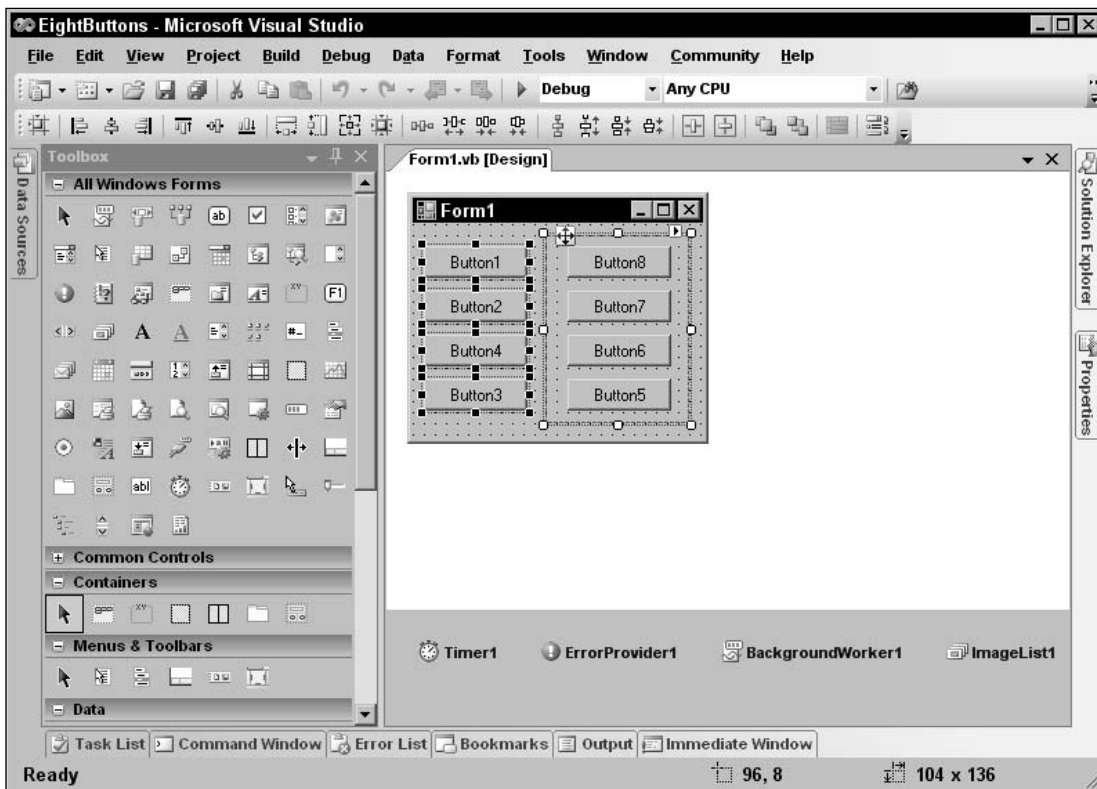 EightButtons - Microsoft Visual Studio
File Edit View Project Build Debug Data Format Tools Window Community Help
Debug Any CPU
Data Sources
Toolbox
All Windows Forms
Common Controls
Containers
Menus & Toolbars
Data
Form1.vb [Design]
Form1
Button1 Button8
Button2 Button7
Button4 Button6
Button3 Button5
Timer1 ErrorProvider1 BackgroundWorker1 ImageList1
Solution Explorer
Properties
Task List Command Window Error List Bookmarks Output Immediate Window
Ready 96, 8 104 x 136